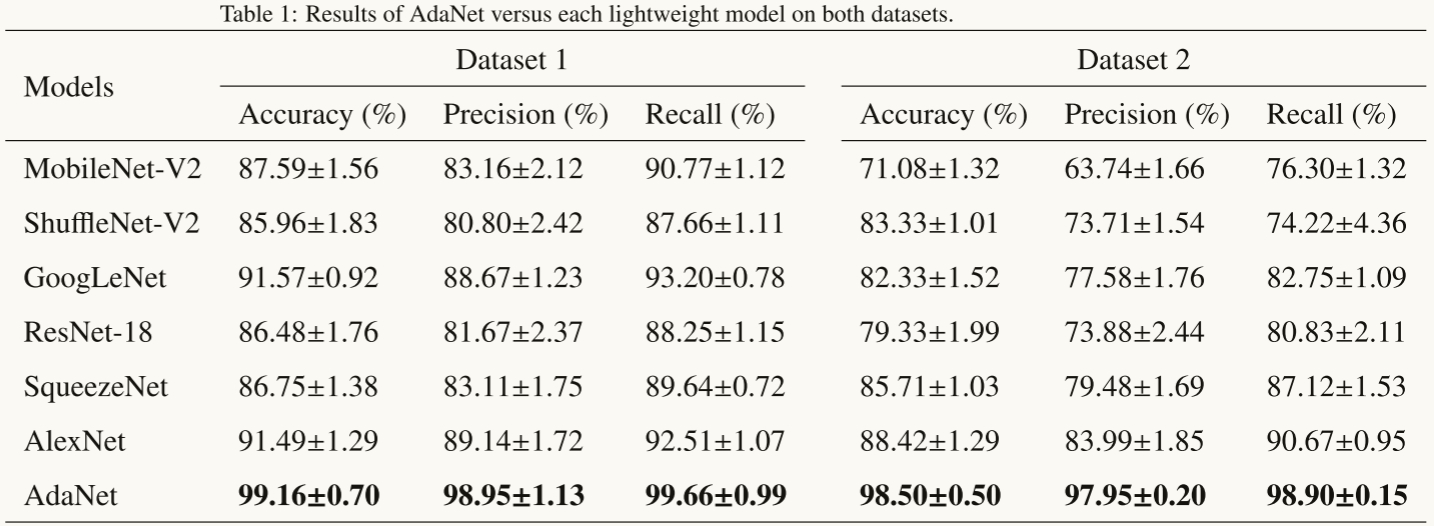 Table 1: Results of AdaNet versus each lightweight model on both datasets.
Models Dataset 1 Dataset 2
Accuracy (%) Precision (%) Recall (%) Accuracy (%) Precision (%) Recall (%)
MobileNet-V2 87.59±1.56 83.16±2.12 90.77±1.12 71.08±1.32 63.74±1.66 76.30±1.32
ShuffleNet-V2 85.96±1.83 80.80±2.42 87.66±1.11 83.33±1.01 73.71±1.54 74.22±4.36
GoogLeNet 91.57±0.92 88.67±1.23 93.20±0.78 82.33±1.52 77.58±1.76 82.75±1.09
ResNet-18 86.48±1.76 81.67±2.37 88.25±1.15 79.33±1.99 73.88±2.44 80.83±2.11
SqueezeNet 86.75±1.38 83.11±1.75 89.64±0.72 85.71±1.03 79.48±1.69 87.12±1.53
AlexNet 91.49±1.29 89.14±1.72 92.51±1.07 88.42±1.29 83.99±1.85 90.67±0.95
AdaNet 99.16±0.70 98.95±1.13 99.66±0.99 98.50±0.50 97.95±0.20 98.90±0.15